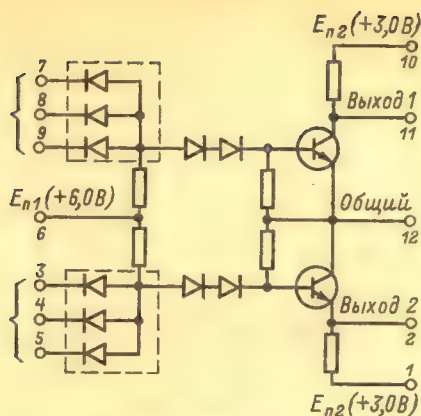 Eп2 (+3,0В)
10
7
8
9
Выход 1
11
Eп1 (+6,0В)
6
Общий
12
3
4
5
Выход 2
2
1
Eп2 (+3,0В)